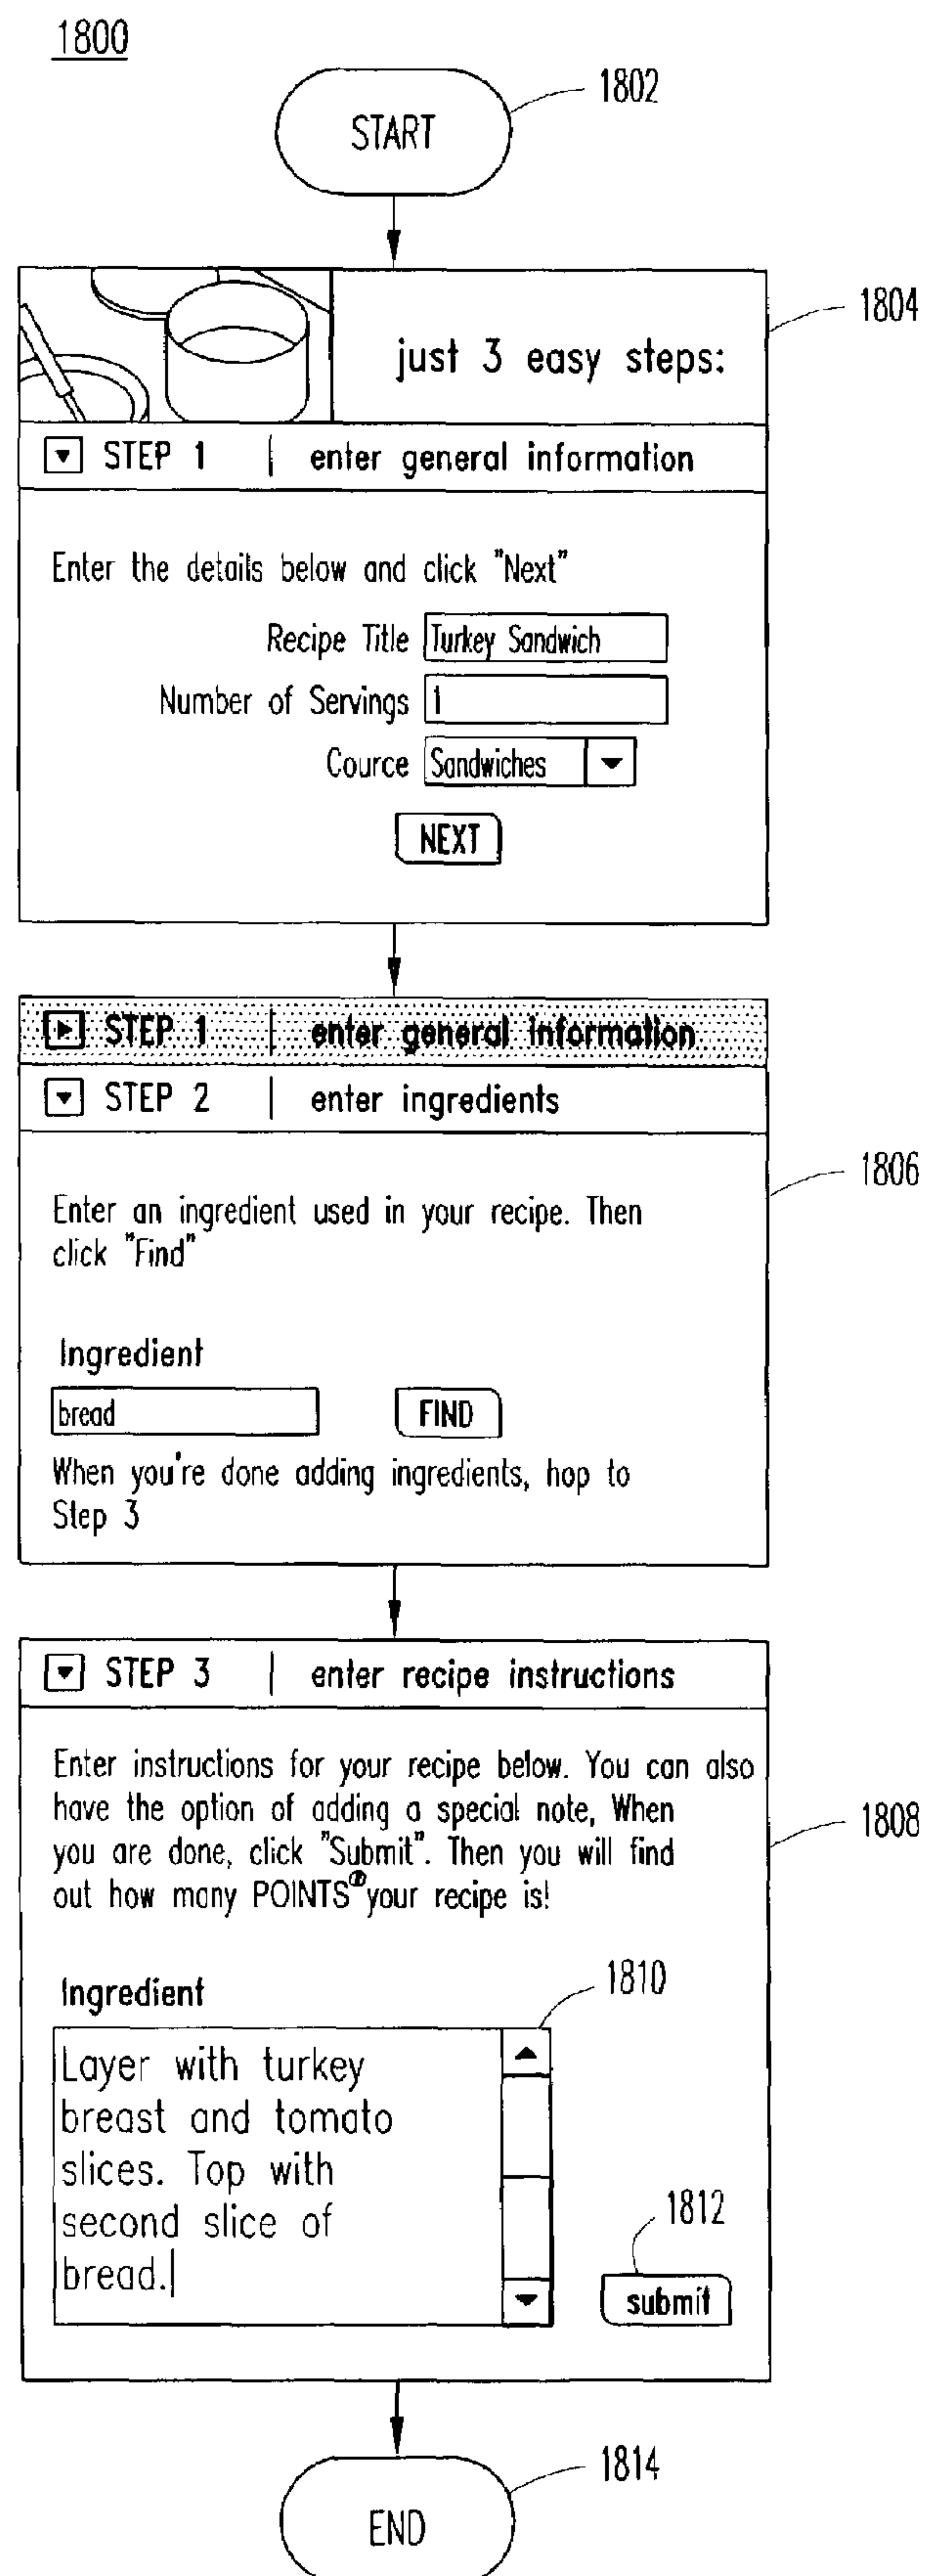 1800
1802
START
1804
just 3 easy steps:
STEP 1 | enter general information
Enter the details below and click "Next"
Recipe Title Turkey Sandwich
Number of Servings 1
Cource Sandwiches
NEXT
STEP 1 | enter general information
STEP 2 | enter ingredients
1806
Enter an ingredient used in your recipe. Then
click "Find"
Ingredient
bread FIND
When you're done adding ingredients, hop to
Step 3
STEP 3 | enter recipe instructions
Enter instructions for your recipe below. You can also
have the option of adding a special note, When
1808
you are done, click "Submit". Then you will find
out how many POINTS® your recipe is!
1810
Ingredient
Layer with turkey
breast and tomato
slices. Top with
second slice of
bread.
1812
submit
1814
END